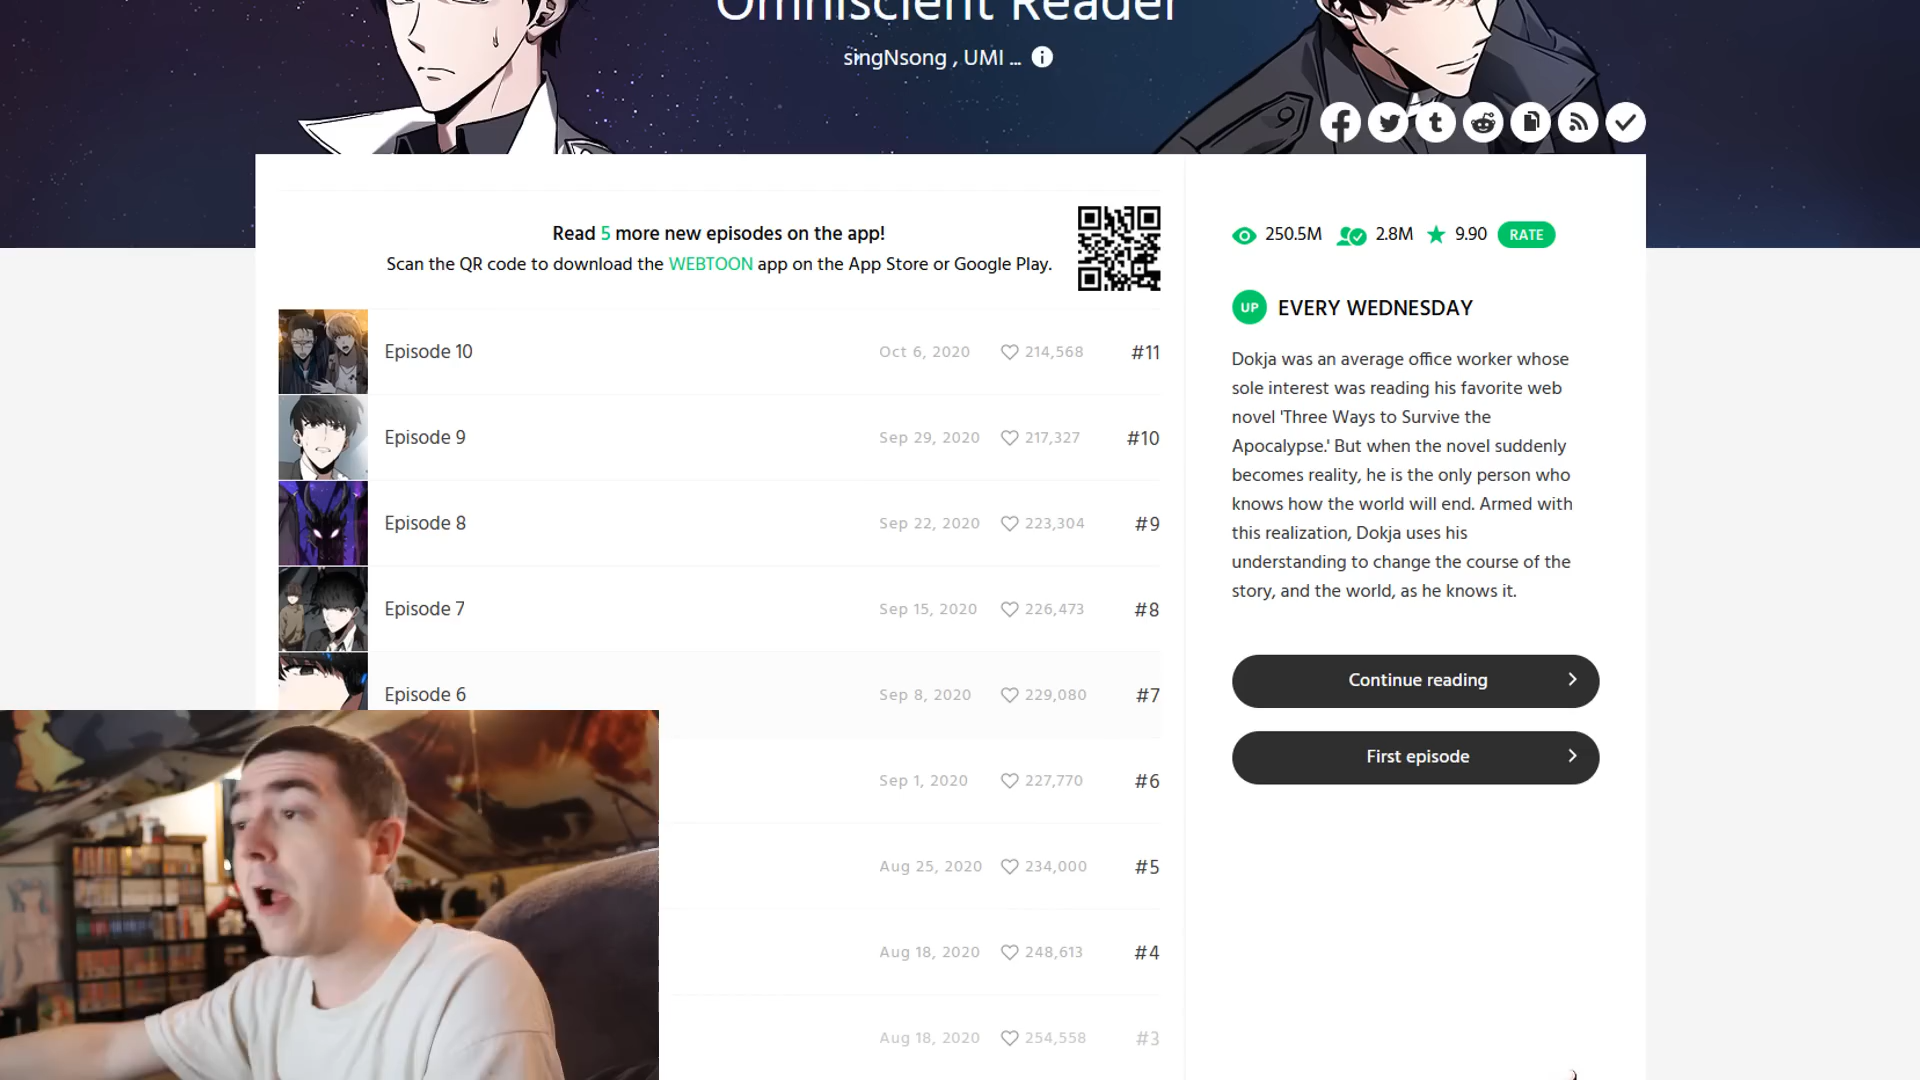 Omniscient Reader
singNsong , UMI ...
Read 5 more new episodes on the app!
Scan the QR code to download the WEBTOON app on the App Store or Google Play.
Episode 10 Oct 6, 2020 214,568 #11
Episode 9 Sep 29, 2020 217,327 #10
Episode 8 Sep 22, 2020 223,304 #9
Episode 7 Sep 15, 2020 226,473 #8
Episode 6 Sep 8, 2020 229,080 #7
Sep 1, 2020 227,770 #6
Aug 25, 2020 234,000 #5
Aug 18, 2020 248,613 #4
Aug 18, 2020 254,558 #3
250.5M 2.8M 9.90 RATE
UP EVERY WEDNESDAY
Dokja was an average office worker whose
sole interest was reading his favorite web
novel 'Three Ways to Survive the
Apocalypse.' But when the novel suddenly
becomes reality, he is the only person who
knows how the world will end. Armed with
this realization, Dokja uses his
understanding to change the course of the
story, and the world, as he knows it.
Continue reading
First episode